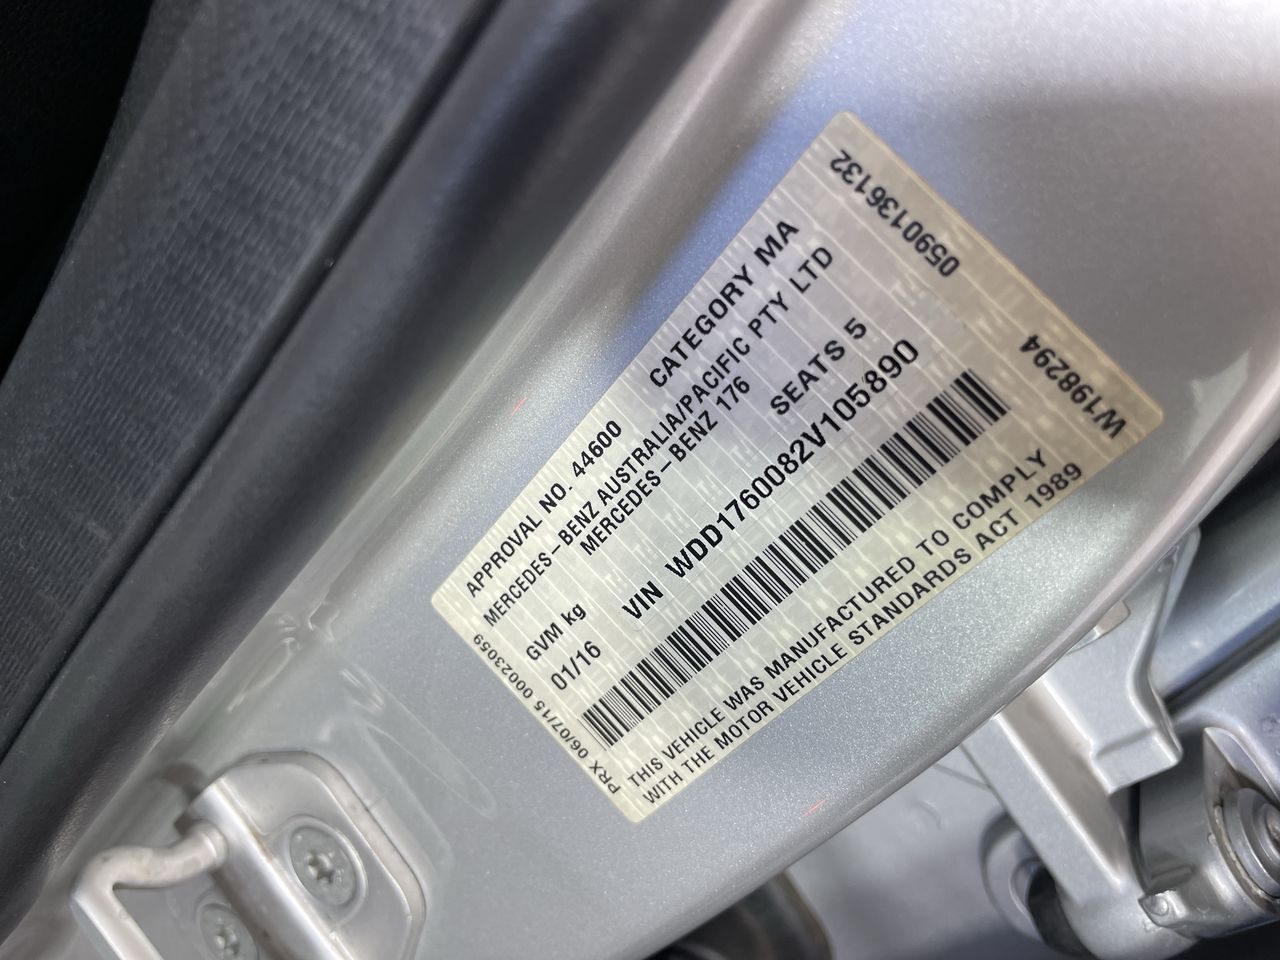 APPROVAL NO. 44600 CATEGORY MA
MERCEDES-BENZ AUSTRALIA/PACIFIC PTY LTD
MERCEDES-BENZ 176
GVM kg SEATS 5
01/16 VIN WDD1760082V105890
THIS VEHICLE WAS MANUFACTURED TO COMPLY
WITH THE MOTOR VEHICLE STANDARDS ACT 1989
PRX 06/07/15 00023059
0590136132
W198294